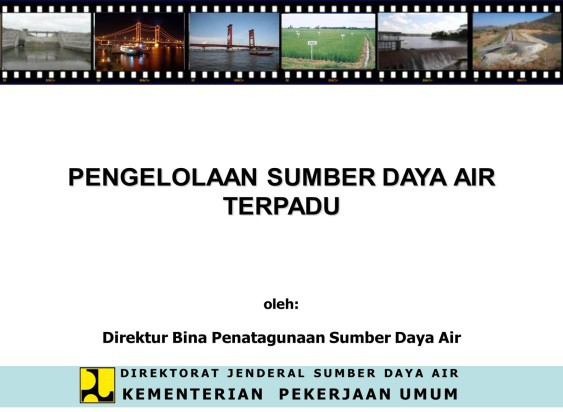 PENGELOLAAN SUMBER DAYA AIR
TERPADU
oleh:
Direktur Bina Penatagunaan Sumber Daya Air
DIREKTORAT JENDERAL SUMBER DAYA AIR
KEMENTERIAN PEKERJAAN UMUM